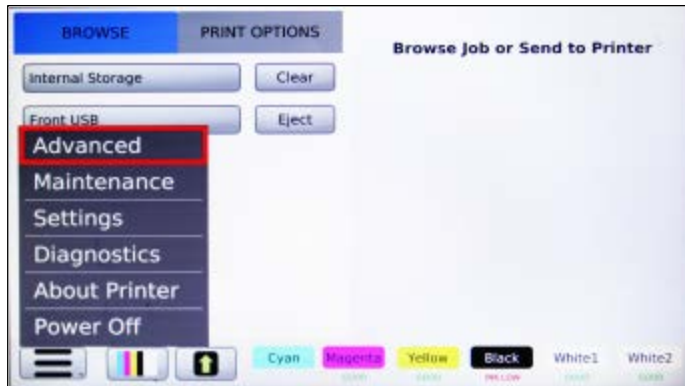 BROWSE PRINT OPTIONS
Browse Job or Send to Printer
Internal Storage Clear
Front USB Eject
Advanced
Maintenance
Settings
Diagnostics
About Printer
Power Off
Cyan Magenta Yellow Black White1 White2